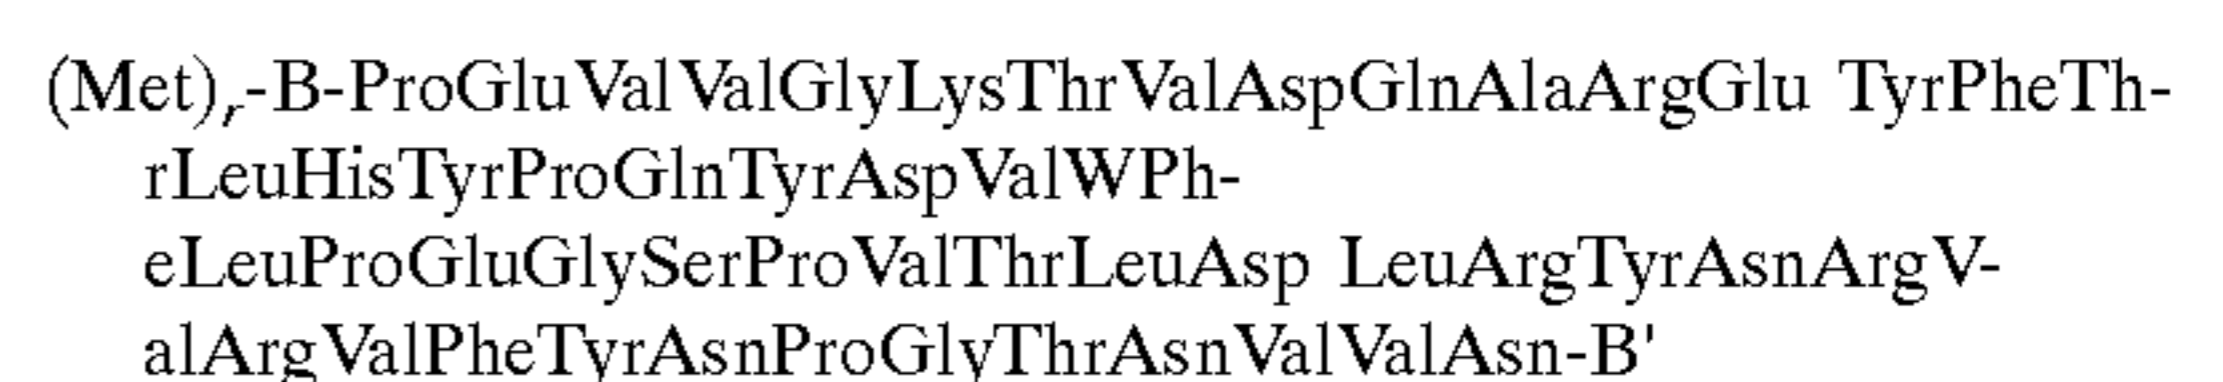 (Met)r-B-ProGluValValGlyLysThrValAspGlnAlaArgGlu TyrPheTh-
rLeuHisTyrProGlnTyrAspValWPh-
eLeuProGluGlySerProValThrLeuAsp LeuArgTyrAsnArgV-
alArgValPheTyrAsnProGlyThrAsnValValAsn-B'